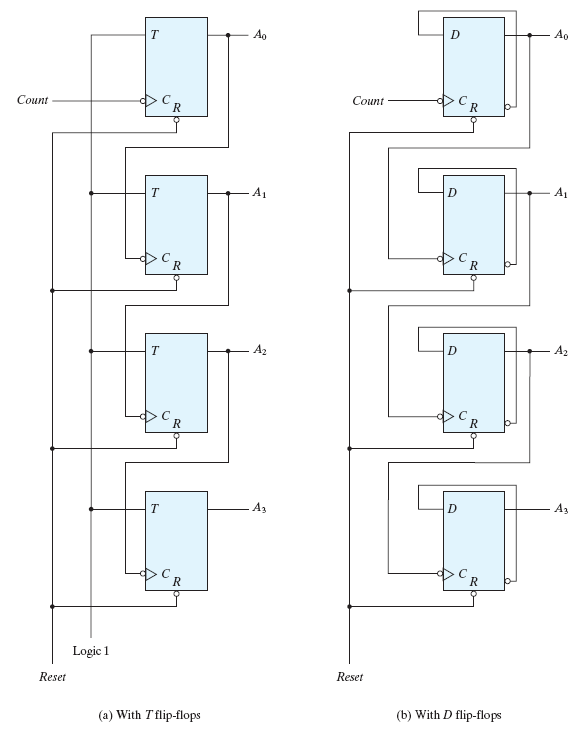 T
A0
Count
C
R
T
A1
C
R
T
A2
C
R
T
A3
C
R
Logic 1
Reset
(a) With T flip-flops
D
A0
Count
C
R
D
A1
C
R
D
A2
C
R
D
A3
C
R
Reset
(b) With D flip-flops